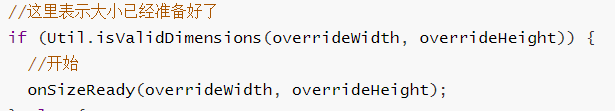 //这里表示大小已经准备好了
if (Util.isValidDimensions(overrideWidth, overrideHeight)) {
//开始
onSizeReady(overrideWidth, overrideHeight);